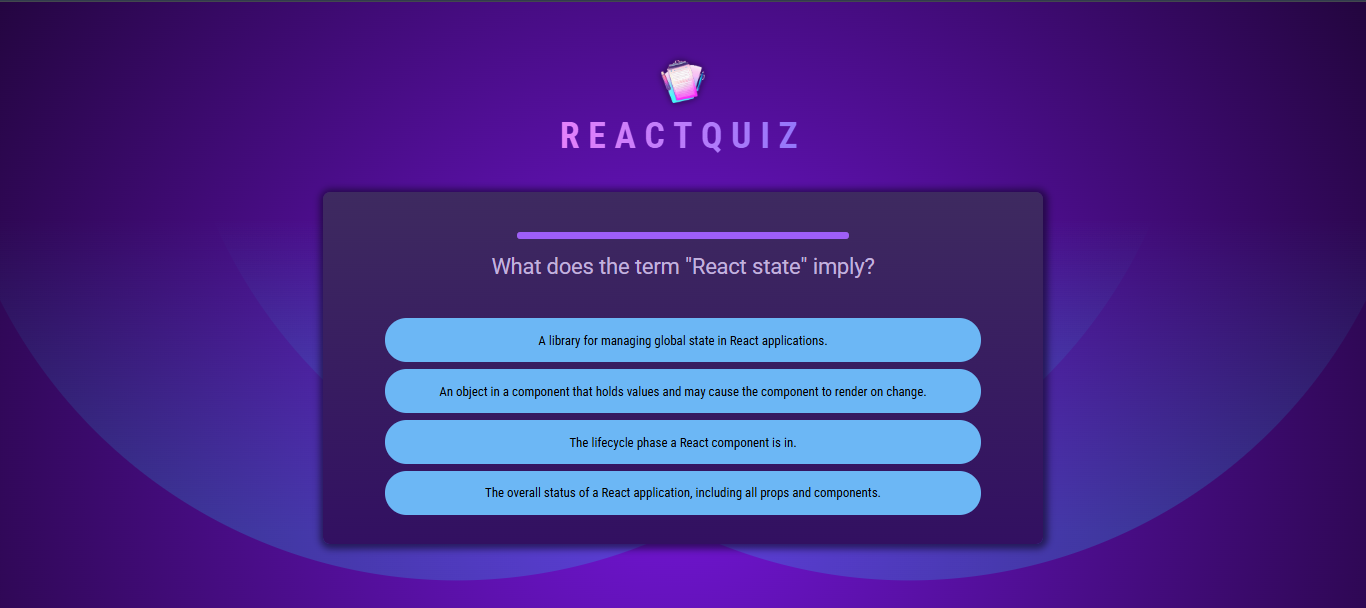 REACTQUIZ
What does the term "React state" imply?
A library for managing global state in React applications.
An object in a component that holds values and may cause the component to render on change.
The lifecycle phase a React component is in.
The overall status of a React application, including all props and components.